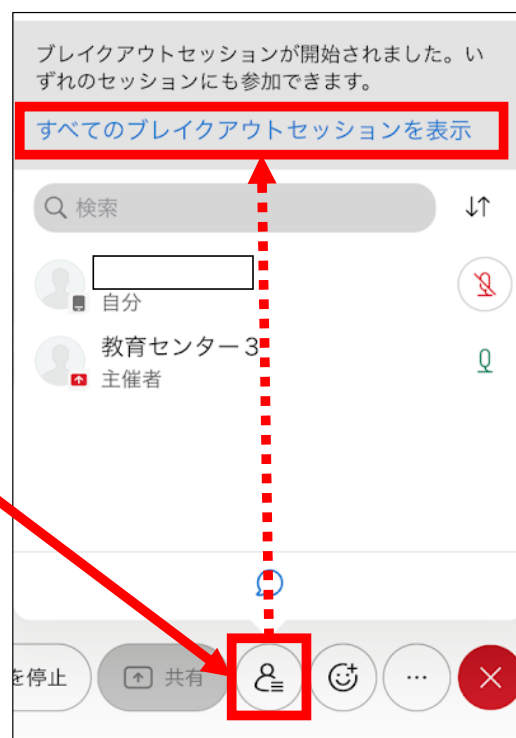 ブレイクアウトセッションが開始されました。い
ずれのセッションにも参加できます。
すべてのブレイクアウトセッションを表示
検索
自分
教育センター３
主催者
を停止
共有